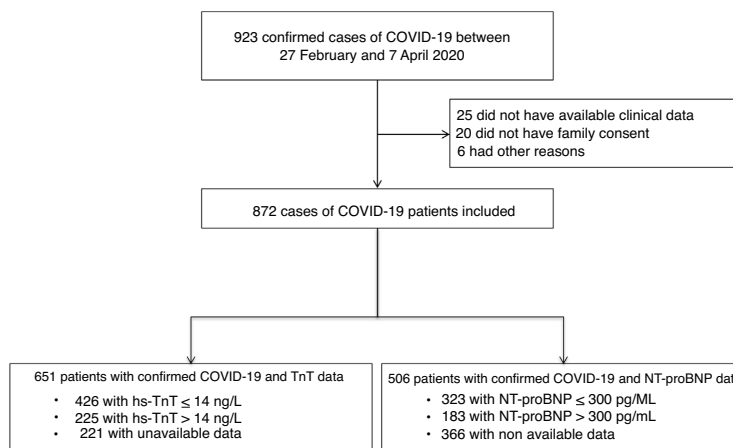 923 confirmed cases of COVID-19 between
27 February and 7 April 2020
25 did not have available clinical data
20 did not have family consent
6 had other reasons
872 cases of COVID-19 patients included
651 patients with confirmed COVID-19 and TnT data
• 426 with hs-TnT ≤ 14 ng/L
• 225 with hs-TnT > 14 ng/L
• 221 with unavailable data
506 patients with confirmed COVID-19 and NT-proBNP dat
• 323 with NT-proBNP ≤ 300 pg/ML
• 183 with NT-proBNP > 300 pg/mL
• 366 with non available data